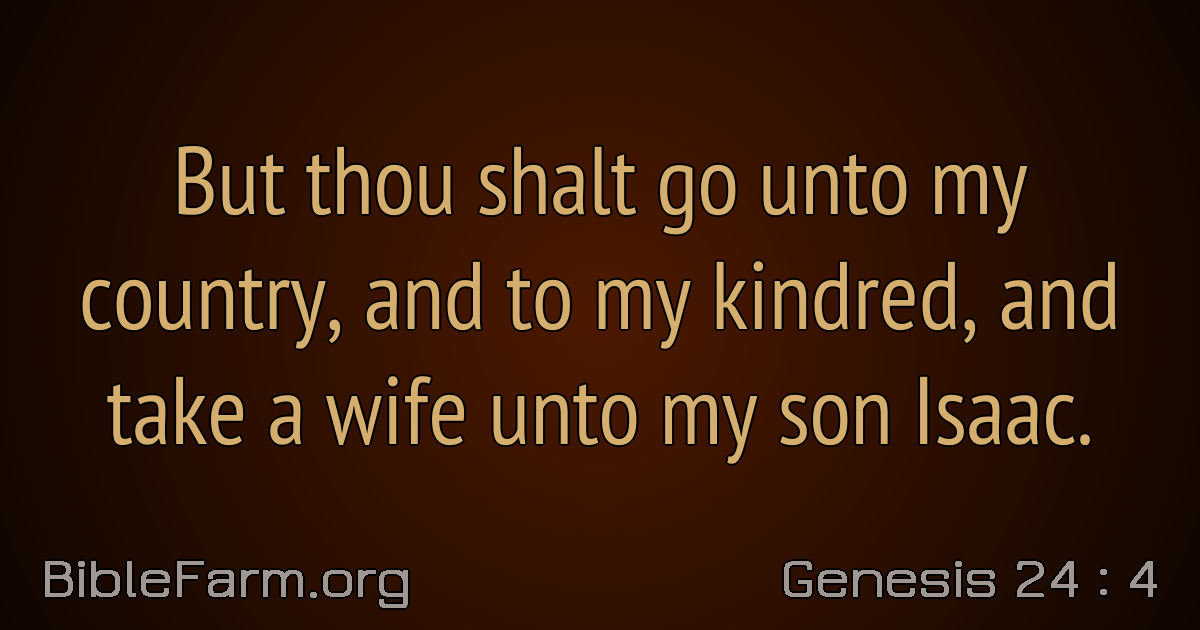 But thou shalt go unto my
country, and to my kindred, and
take a wife unto my son Isaac.
BibleFarm.org
Genesis 24 : 4